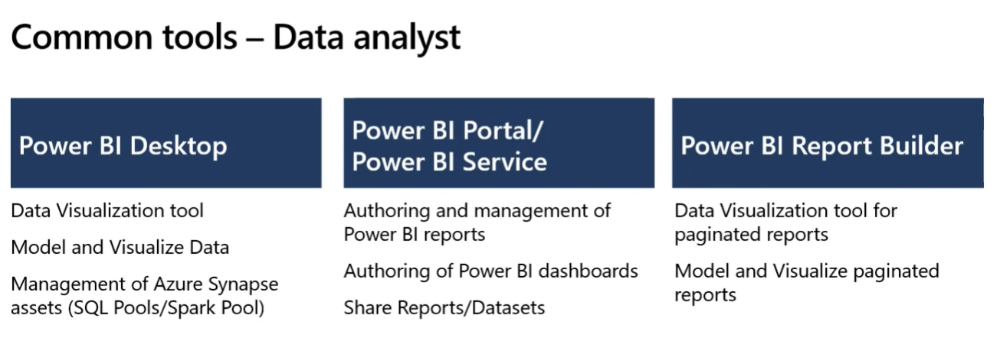 Common tools – Data analyst
Power BI Desktop
Data Visualization tool
Model and Visualize Data
Management of Azure Synapse
assets (SQL Pools/Spark Pool)
Power BI Portal/
Power BI Service
Authoring and management of
Power BI reports
Authoring of Power BI dashboards
Share Reports/Datasets
Power BI Report Builder
Data Visualization tool for
paginated reports
Model and Visualize paginated
reports